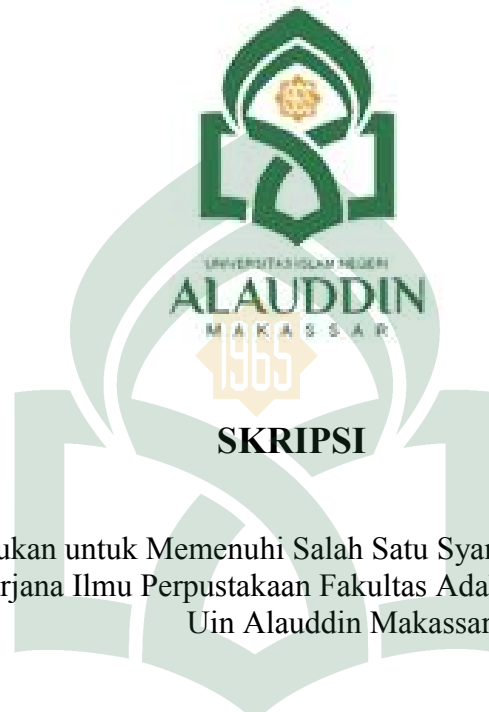 UNIVERSITAS ISLAM NEGERI
ALAUDDIN
MAKASSAR
1965
SKRIPSI
ukan untuk Memenuhi Salah Satu Syar
rjana Ilmu Perpustakaan Fakultas Ada
Uin Alauddin Makassar